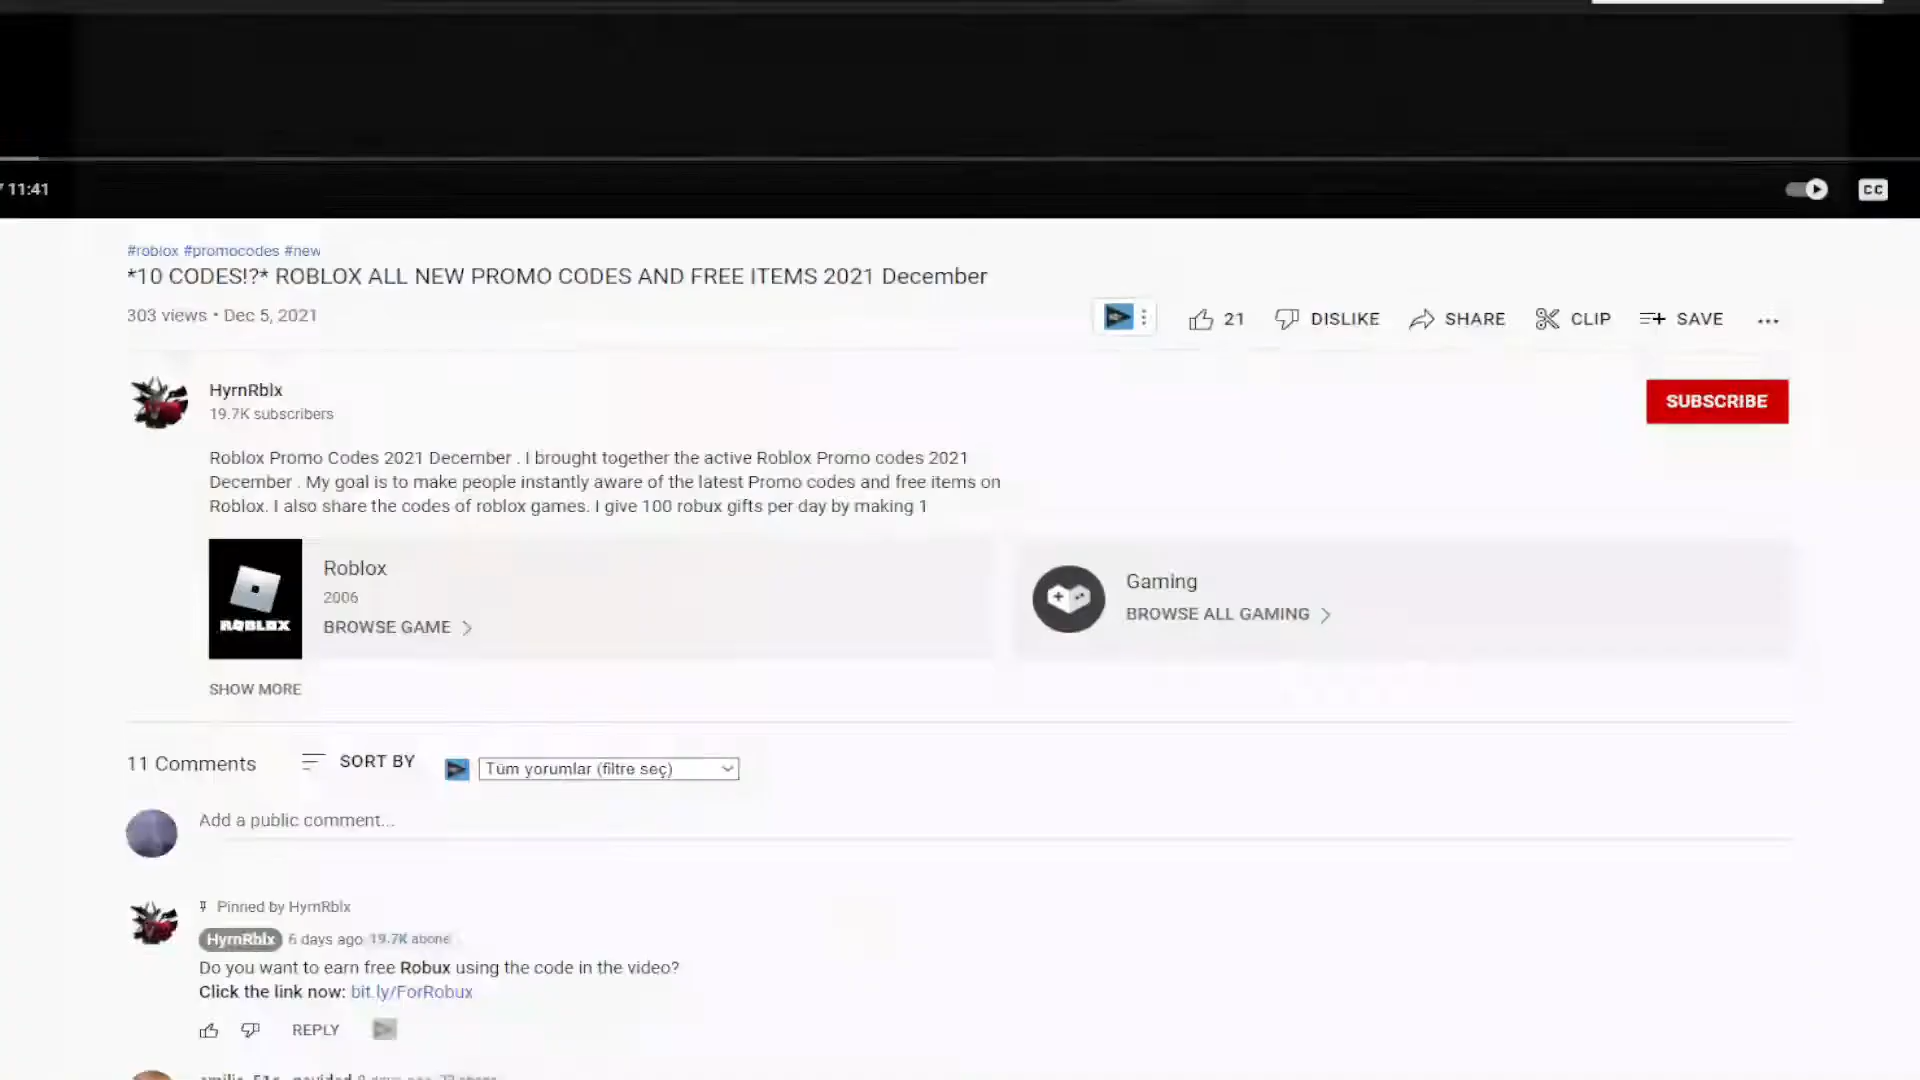 11:41
CC
#roblox #promocodes #new
*10 CODES!?* ROBLOX ALL NEW PROMO CODES AND FREE ITEMS 2021 December
303 views • Dec 5, 2021
21 DISLIKE SHARE CLIP SAVE
HyrnRblx
19.7K subscribers
SUBSCRIBE
Roblox Promo Codes 2021 December . I brought together the active Roblox Promo codes 2021
December . My goal is to make people instantly aware of the latest Promo codes and free items on
Roblox. I also share the codes of roblox games. I give 100 robux gifts per day by making 1
ROBLOX
Roblox
2006
BROWSE GAME
Gaming
BROWSE ALL GAMING
SHOW MORE
11 Comments SORT BY Tüm yorumlar (filtre seç)
Add a public comment...
Pinned by HyrnRblx
HyrnRblx 6 days ago 19.7K abone
Do you want to earn free Robux using the code in the video?
Click the link now: bit.ly/ForRobux
REPLY